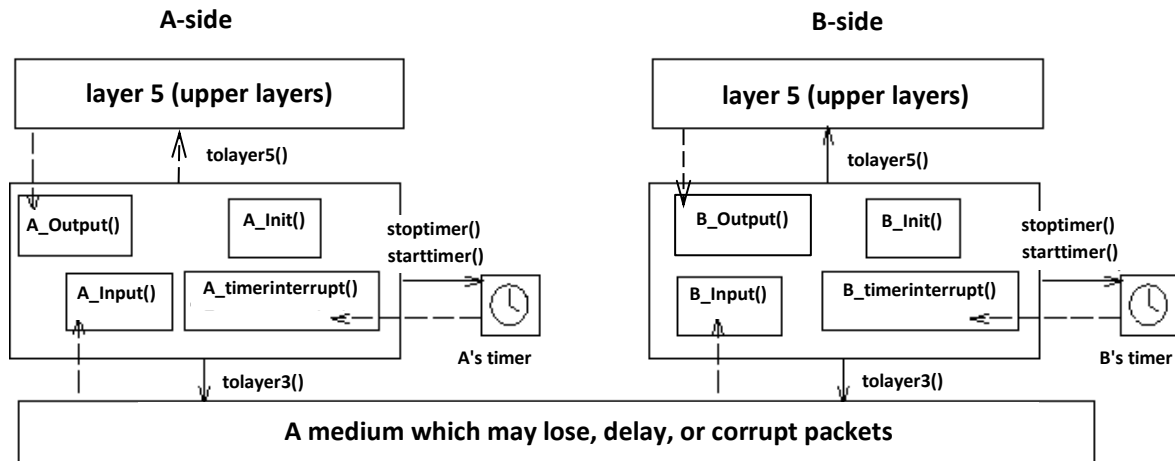 A-side
layer 5 (upper layers)
tolayer5()
A_Output()
A_Init()
A_Input()
A_timerinterrupt()
stoptimer()
starttimer()
A's timer
tolayer3()
B-side
layer 5 (upper layers)
tolayer5()
B_Output()
B_Init()
B_Input()
B_timerinterrupt()
stoptimer()
starttimer()
B's timer
tolayer3()
A medium which may lose, delay, or corrupt packets